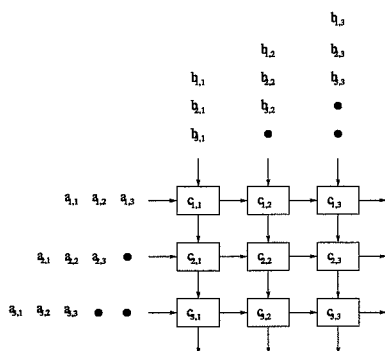 b1,3
b1,2 b2,3
b1,1 b2,2 b3,3
b2,1 b3,2
b3,1
a1,1 a1,2 a1,3 c1,1 c1,2 c1,3
a2,1 a2,2 a2,3 c2,1 c2,2 c2,3
a3,1 a3,2 a3,3 c3,1 c3,2 c3,3